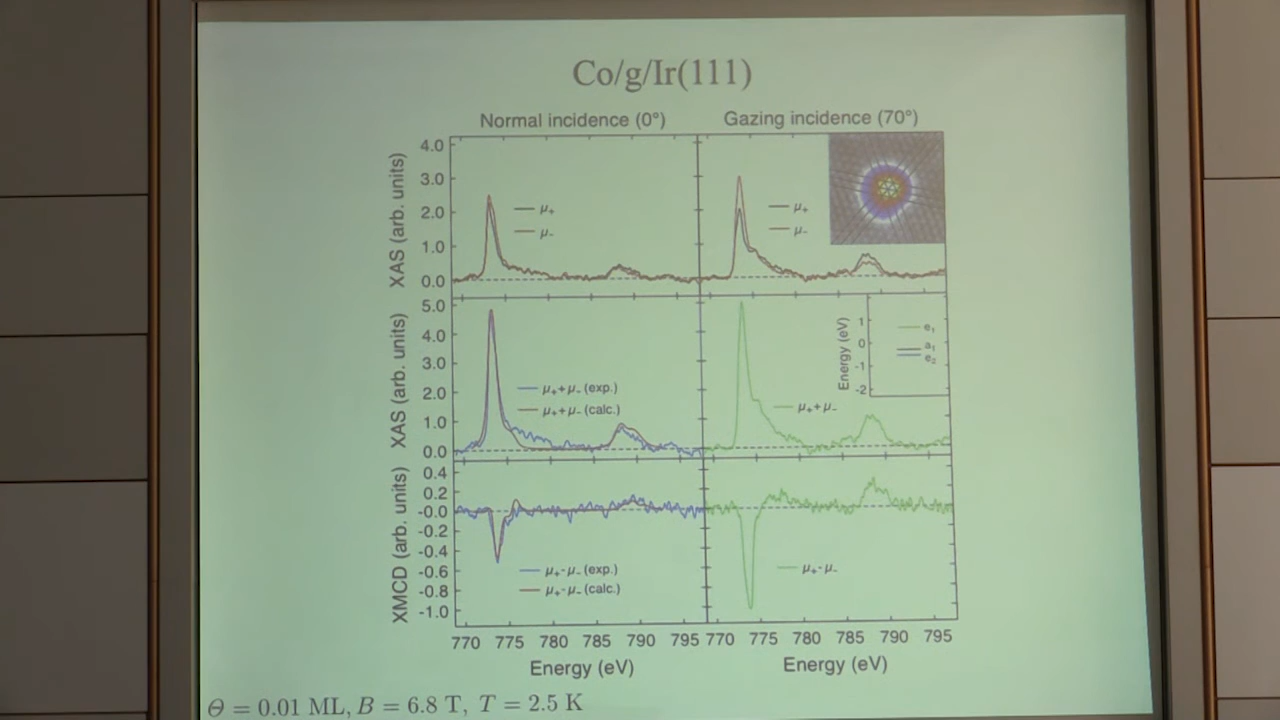 Co/g/Ir(111)
Normal incidence (0°)
Gazing incidence (70°)
XAS (arb. units)
4.0
3.0
2.0
1.0
0.0
μ₊
μ₋
μ₊
μ₋
XAS (arb. units)
5.0
4.0
3.0
2.0
1.0
0.0
μ₊+μ₋ (exp.)
μ₊+μ₋ (calc.)
μ₊+μ₋
Energy (eV)
1
0
-1
-2
e₁
a₁
e₂
XMCD (arb. units)
0.4
0.2
-0.0
-0.2
-0.4
-0.6
-0.8
-1.0
μ₊-μ₋ (exp.)
μ₊-μ₋ (calc.)
μ₊-μ₋
770 775 780 785 790 795 770 775 780 785 790 795
Energy (eV)
Energy (eV)
Θ = 0.01 ML, B = 6.8 T, T = 2.5 K